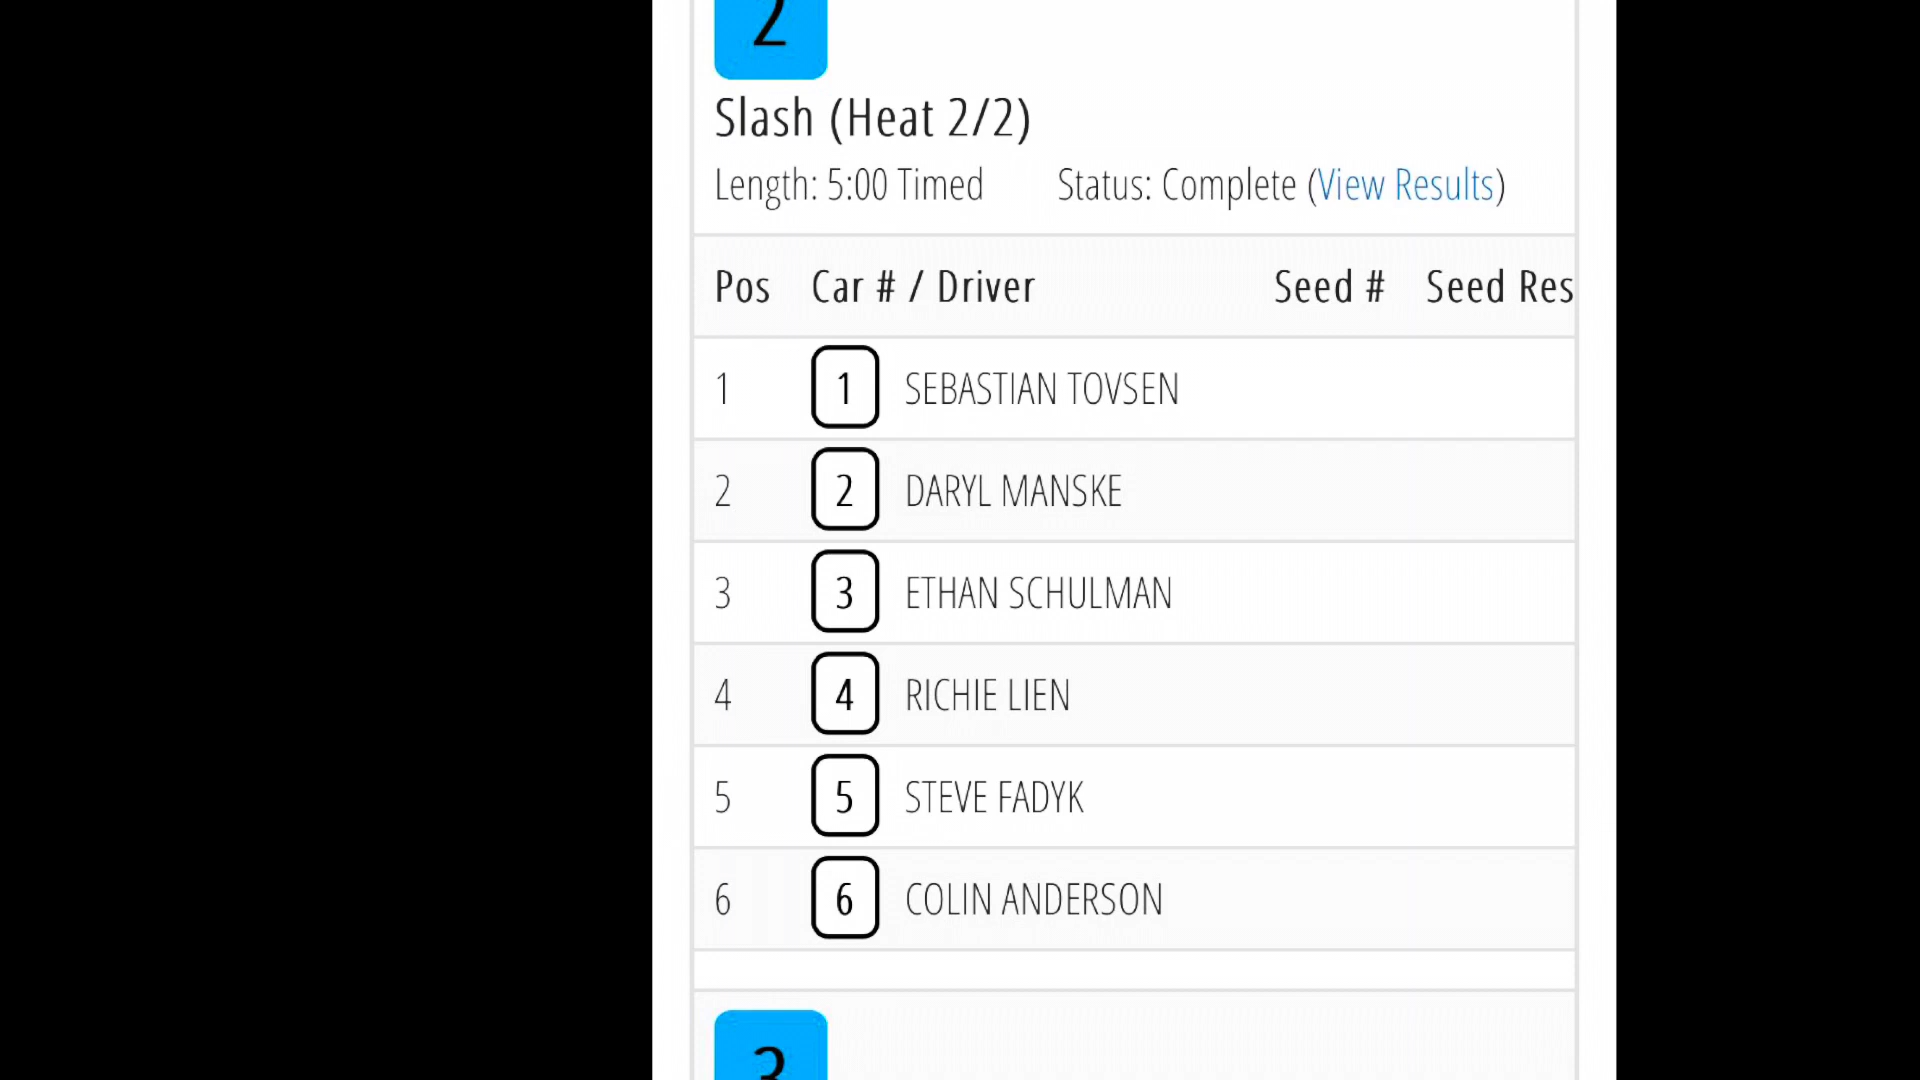 2
Slash (Heat 2/2)
Length: 5:00 Timed Status: Complete (View Results)
Pos Car # / Driver Seed # Seed Res
1 1 SEBASTIAN TOVSEN
2 2 DARYL MANSKE
3 3 ETHAN SCHULMAN
4 4 RICHIE LIEN
5 5 STEVE FADYK
6 6 COLIN ANDERSON
3